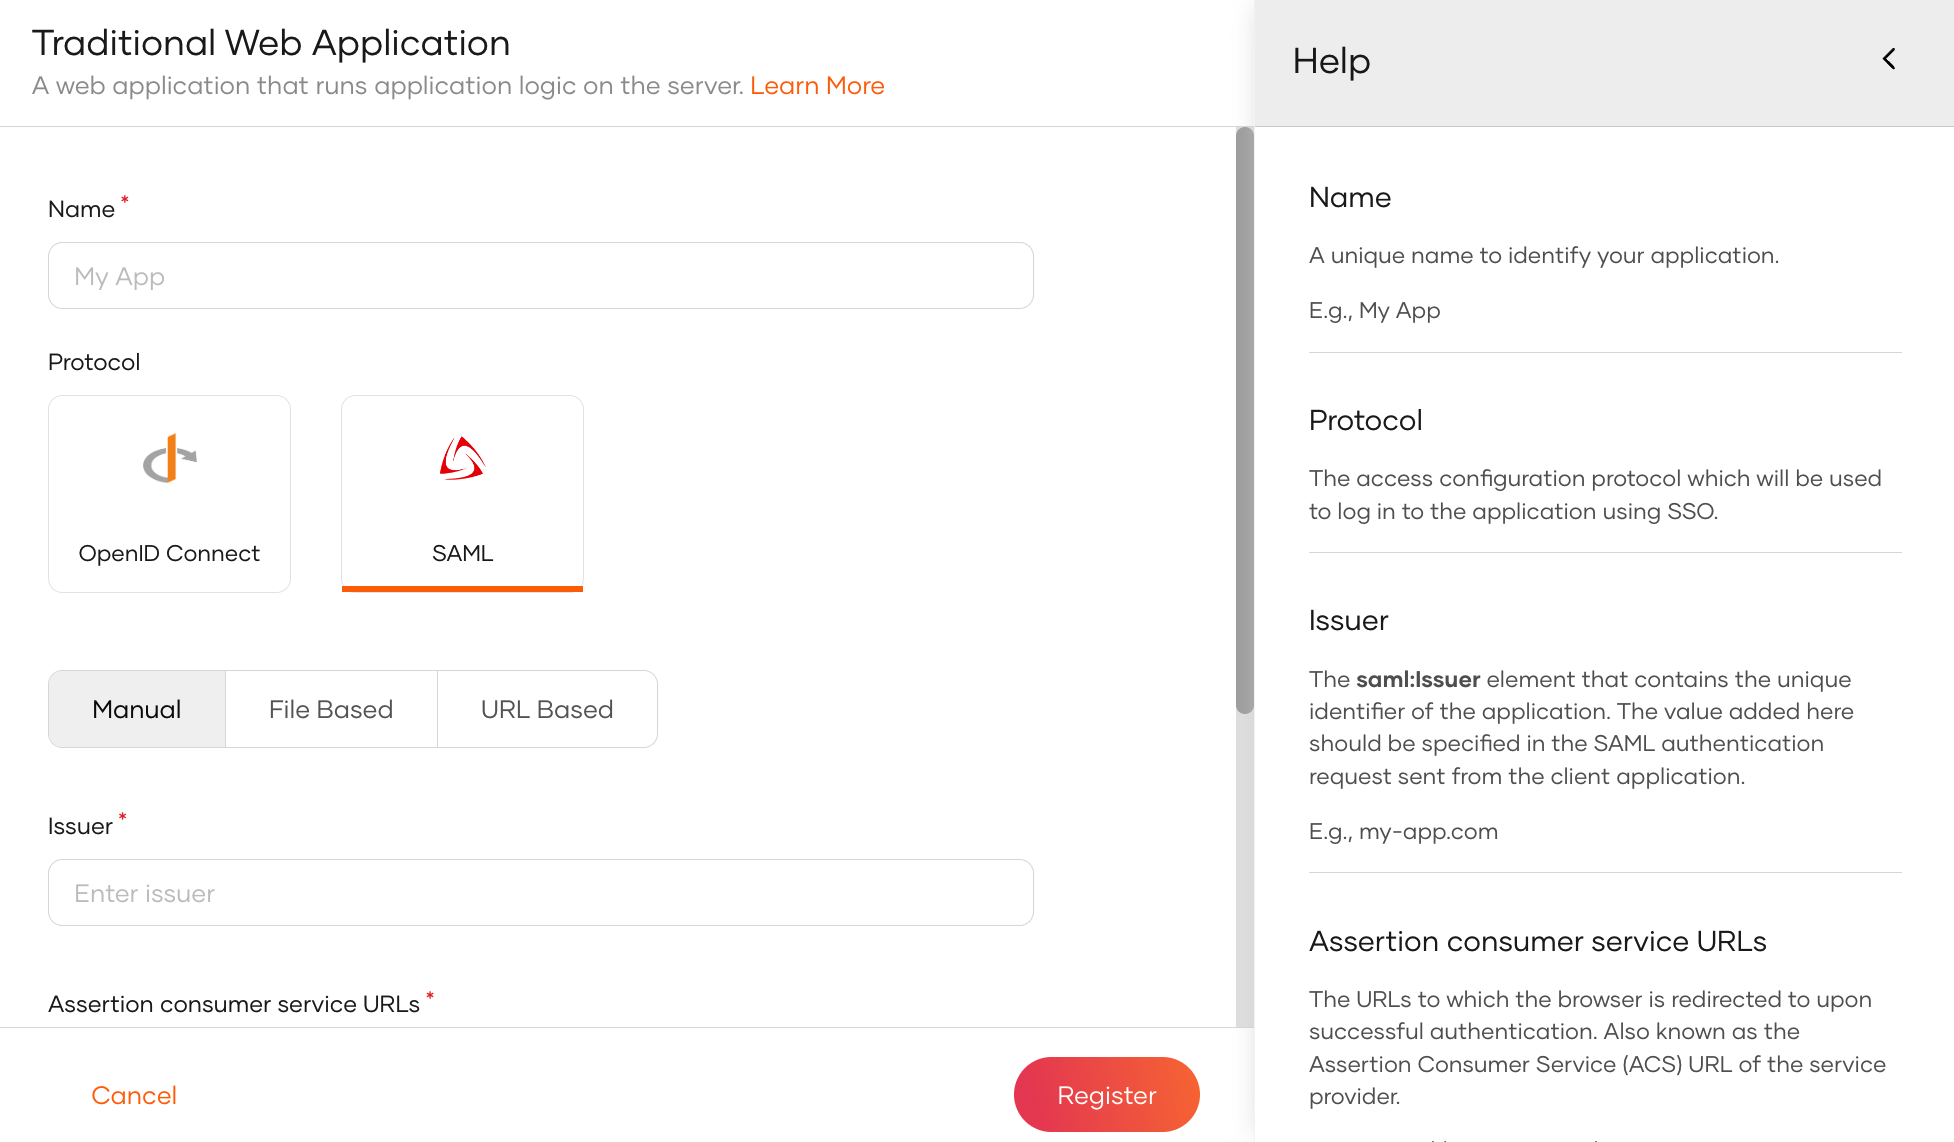 Traditional Web Application
A web application that runs application logic on the server. Learn More
Name *
My App
Protocol
OpenID Connect
SAML
Manual
File Based
URL Based
Issuer *
Enter issuer
Assertion consumer service URLs *
Cancel
Register
Help
Name
A unique name to identify your application.
E.g., My App
Protocol
The access configuration protocol which will be used
to log in to the application using SSO.
Issuer
The saml:Issuer element that contains the unique
identifier of the application. The value added here
should be specified in the SAML authentication
request sent from the client application.
E.g., my-app.com
Assertion consumer service URLs
The URLs to which the browser is redirected to upon
successful authentication. Also known as the
Assertion Consumer Service (ACS) URL of the service
provider.